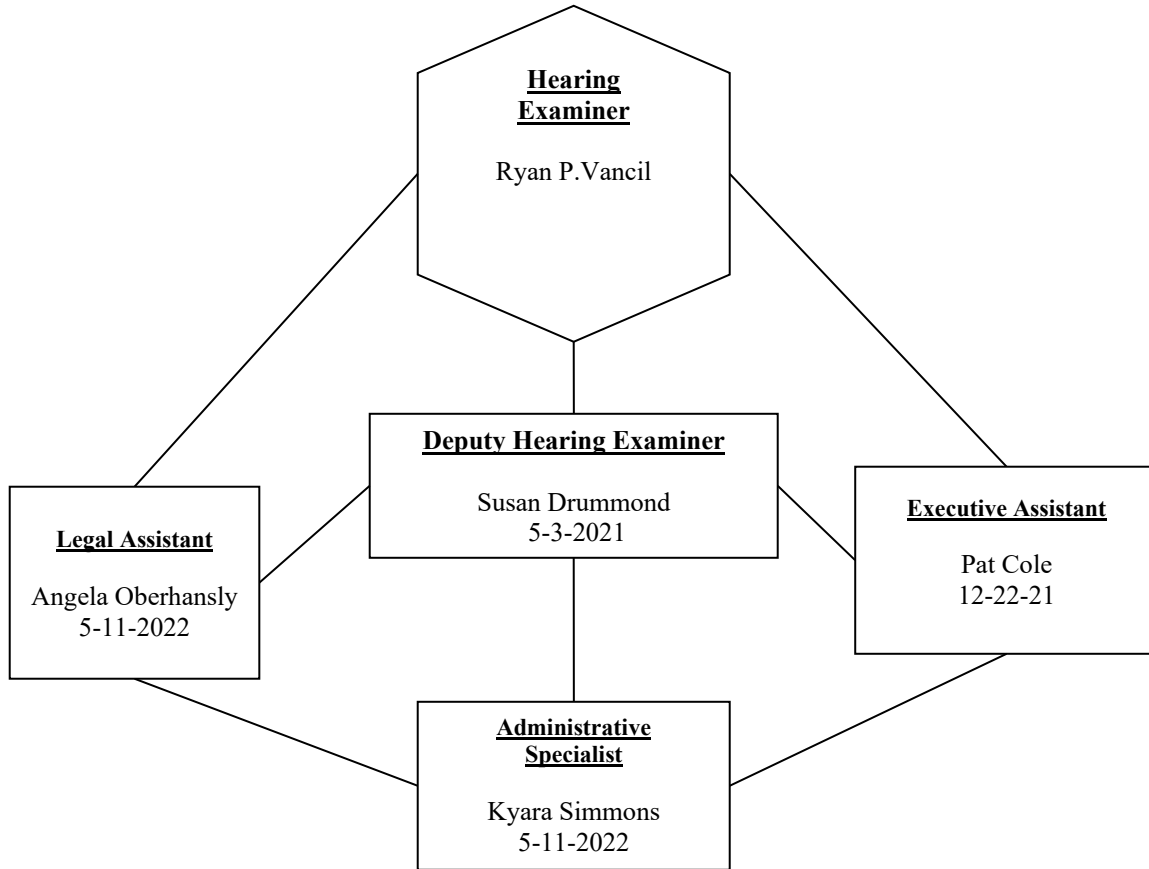 Hearing
Examiner
Ryan P.Vancil
Deputy Hearing Examiner
Susan Drummond
5-3-2021
Legal Assistant
Angela Oberhansly
5-11-2022
Executive Assistant
Pat Cole
12-22-21
Administrative
Specialist
Kyara Simmons
5-11-2022